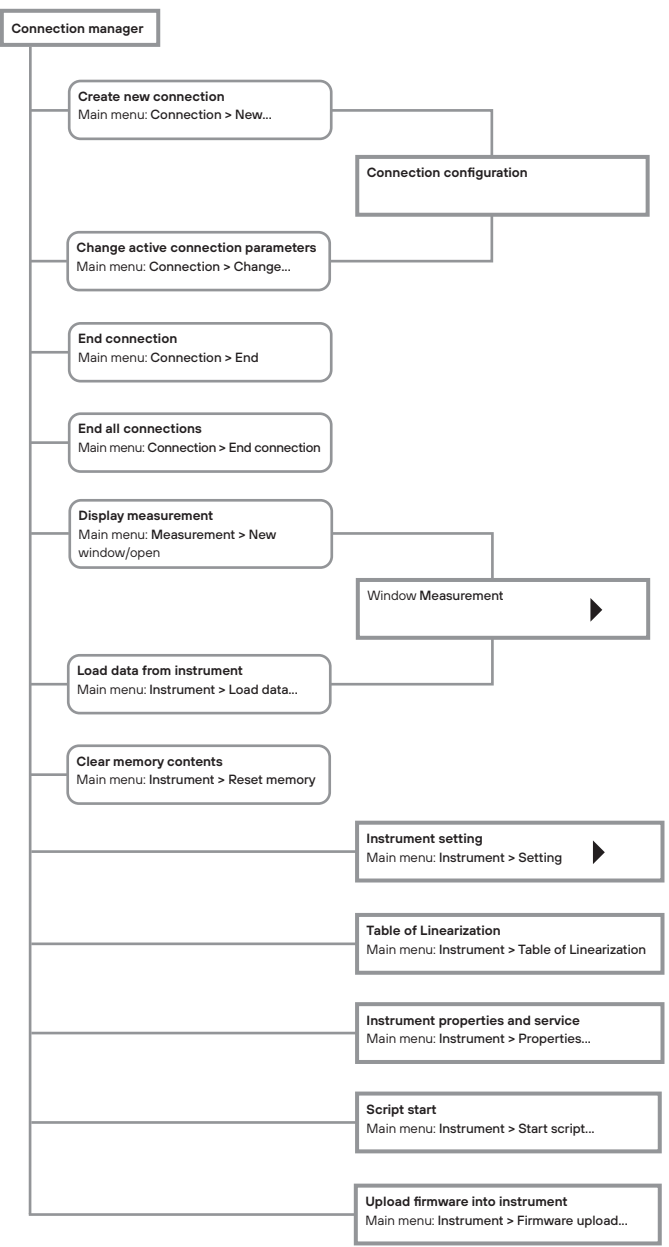 Connection manager
Create new connection
Main menu: Connection > New...
Connection configuration
Change active connection parameters
Main menu: Connection > Change...
End connection
Main menu: Connection > End
End all connections
Main menu: Connection > End connection
Display measurement
Main menu: Measurement > New
window/open
Window Measurement
Load data from instrument
Main menu: Instrument > Load data...
Clear memory contents
Main menu: Instrument > Reset memory
Instrument setting
Main menu: Instrument > Setting
Table of Linearization
Main menu: Instrument > Table of Linearization
Instrument properties and service
Main menu: Instrument > Properties...
Script start
Main menu: Instrument > Start script...
Upload firmware into instrument
Main menu: Instrument > Firmware upload...